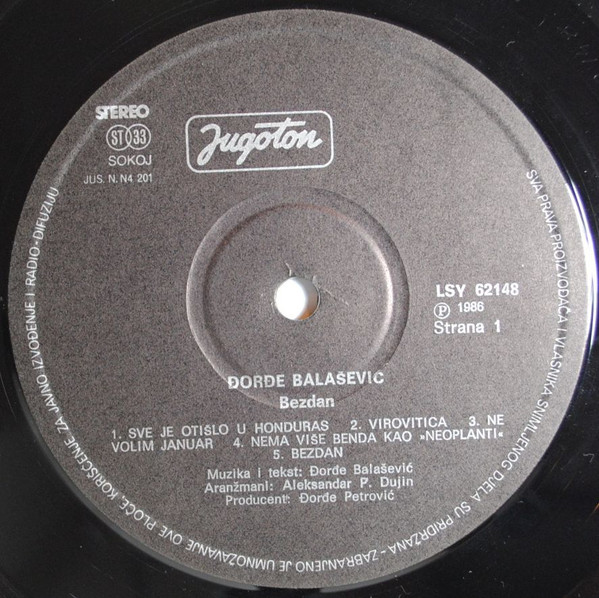 STEREO
ST 33
SOKOJ
JUS. N. N4 201
Jugoton
LSY 62148
Ⓟ 1986
Strana 1
ĐORĐE BALAŠEVIĆ
Bezdan
1. SVE JE OTIŠLO U HONDURAS 2. VIROVITICA 3. NE
VOLIM JANUAR 4. NEMA VIŠE BENDA KAO »NEOPLANTI«
5. BEZDAN
Muzika i tekst: Đorđe Balašević
Aranžmani: Aleksandar P. Dujin
Producent: Đorđe Petrović
SVA PRAVA PROIZVOĐAČA I VLASNIKA SNIMLJENOG DJELA SU PRIDRŽANA - ZABRANJENO JE UMNOŽAVANJE OVE PLOČE, KORIŠĆENJE ZA JAVNO IZVOĐENJE I RADIO-DIFUZIJU -